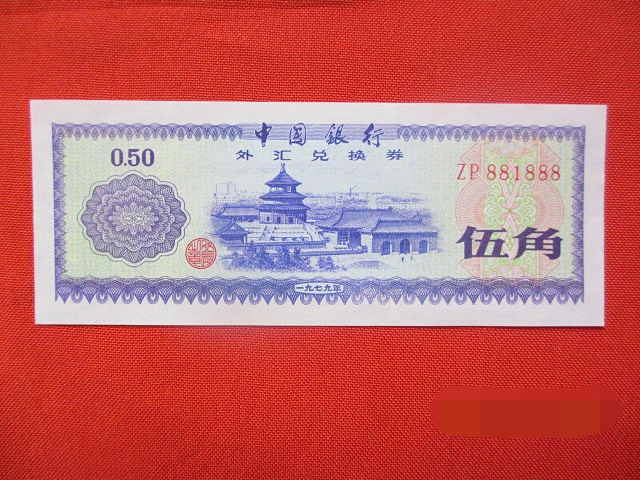 中国银行
外汇兑换券
0.50
ZP 881888
伍角
一九七九年